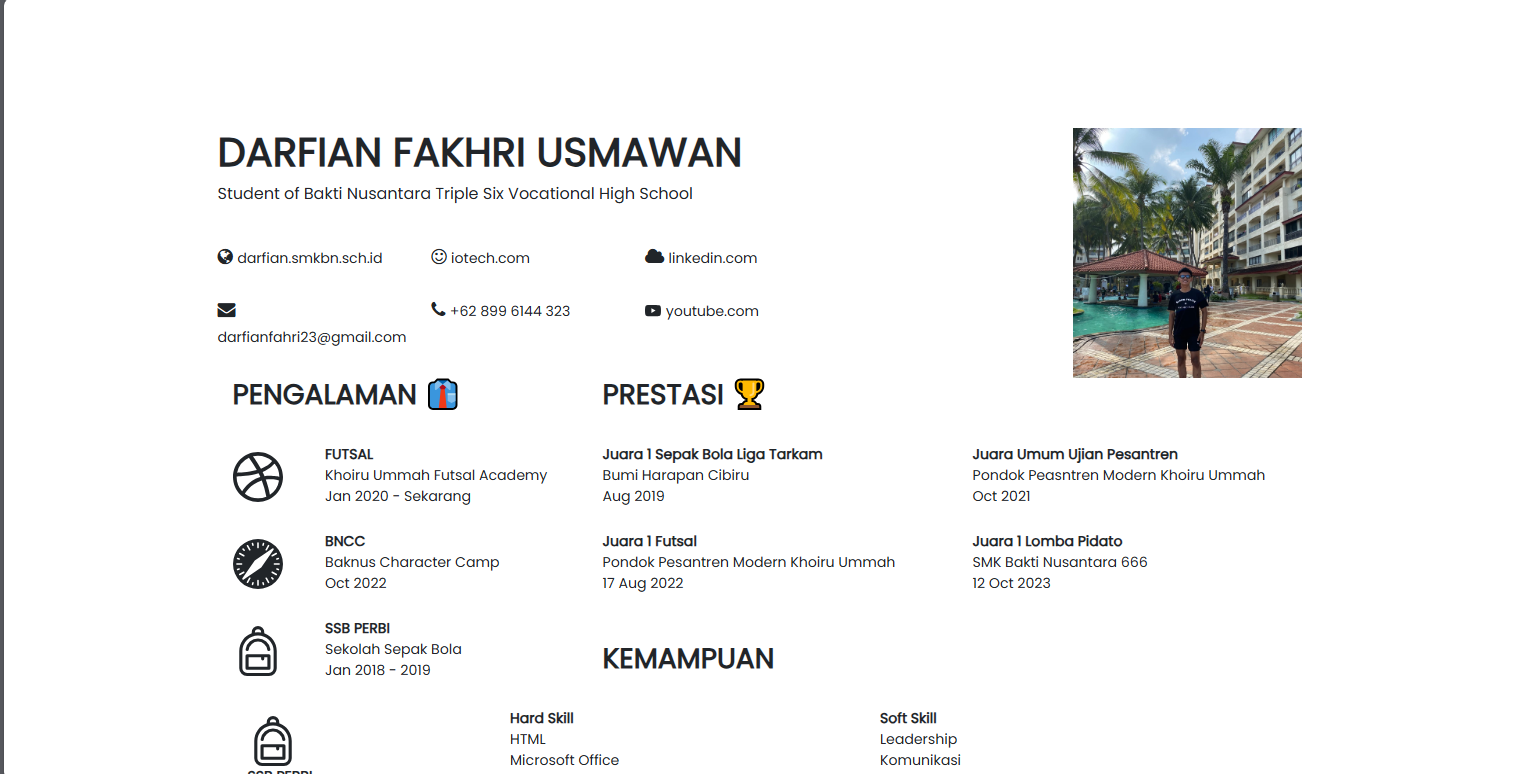 DARFIAN FAKHRI USMAWAN
Student of Bakti Nusantara Triple Six Vocational High School
darfian.smkbn.sch.id
iotech.com
linkedin.com
darfianfahri23@gmail.com
+62 899 6144 323
youtube.com
PENGALAMAN
FUTSAL
Khoiru Ummah Futsal Academy
Jan 2020 - Sekarang
BNCC
Baknus Character Camp
Oct 2022
SSB PERBI
Sekolah Sepak Bola
Jan 2018 - 2019
SSB PERBI
PRESTASI
Juara 1 Sepak Bola Liga Tarkam
Bumi Harapan Cibiru
Aug 2019
Juara Umum Ujian Pesantren
Pondok Peasntren Modern Khoiru Ummah
Oct 2021
Juara 1 Futsal
Pondok Pesantren Modern Khoiru Ummah
17 Aug 2022
Juara 1 Lomba Pidato
SMK Bakti Nusantara 666
12 Oct 2023
KEMAMPUAN
Hard Skill
HTML
Microsoft Office
Soft Skill
Leadership
Komunikasi